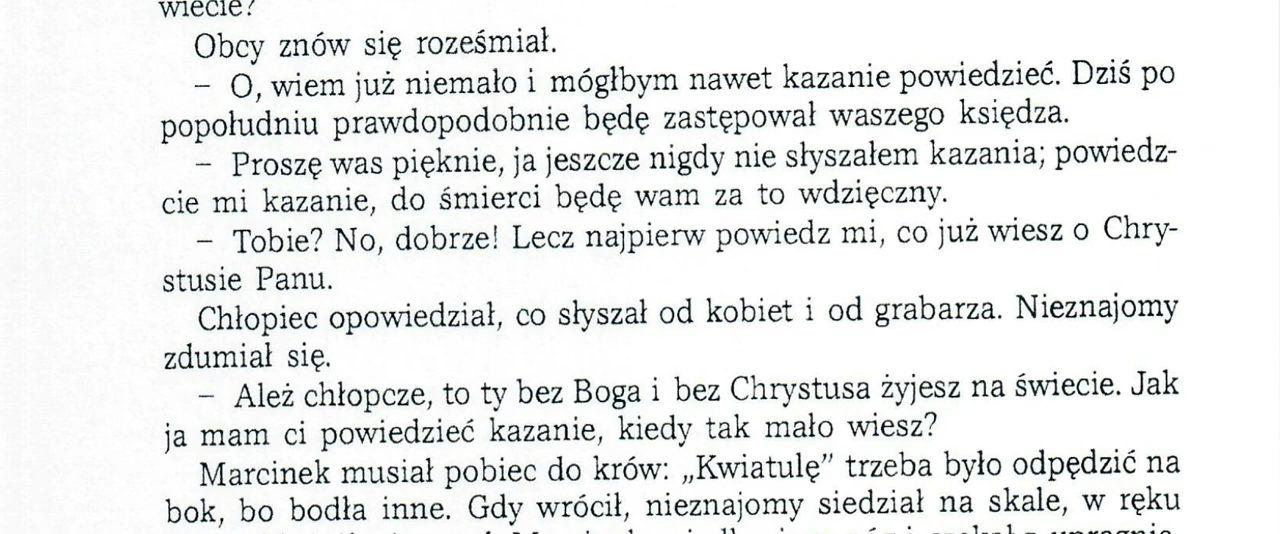 wiecie?
Obcy znów się roześmiał.
– O, wiem już niemało i mógłbym nawet kazanie powiedzieć. Dziś po
popołudniu prawdopodobnie będę zastępował waszego księdza.
– Proszę was pięknie, ja jeszcze nigdy nie słyszałem kazania; powiedz-
cie mi kazanie, do śmierci będę wam za to wdzięczny.
– Tobie? No, dobrze! Lecz najpierw powiedz mi, co już wiesz o Chry-
stusie Panu.
Chłopiec opowiedział, co słyszał od kobiet i od grabarza. Nieznajomy
zdumiał się.
– Ależ chłopcze, to ty bez Boga i bez Chrystusa żyjesz na świecie. Jak
ja mam ci powiedzieć kazanie, kiedy tak mało wiesz?
Marcinek musiał pobiec do krów: „Kwiatulę” trzeba było odpędzić na
bok, bo bodła inne. Gdy wrócił, nieznajomy siedział na skale, w ręku